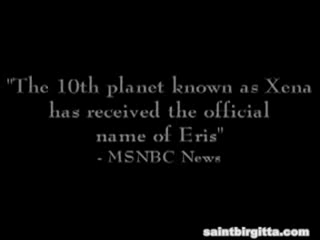 "The 10th planet known as Xena
has received the official
name of Eris"
- MSNBC News
saintbirgitta.com